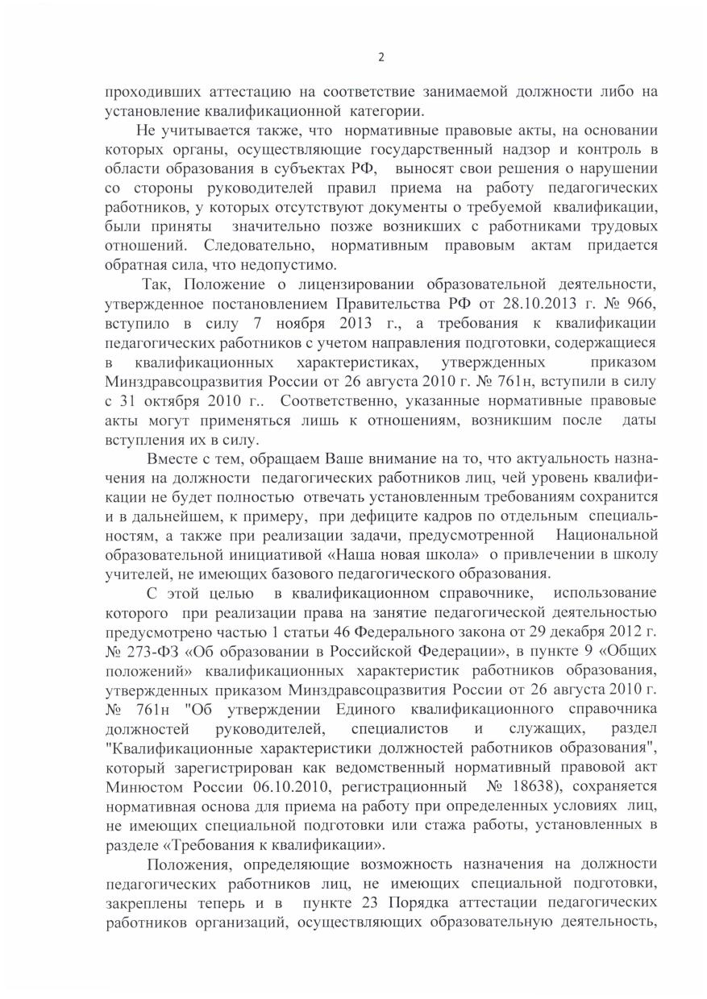 2
проходивших аттестацию на соответствие занимаемой должности либо на
установление квалификационной категории.
Не учитывается также, что нормативные правовые акты, на основании
которых органы, осуществляющие государственный надзор и контроль в
области образования в субъектах РФ, выносят свои решения о нарушении
со стороны руководителей правил приема на работу педагогических
работников, у которых отсутствуют документы о требуемой квалификации,
были приняты значительно позже возникших с работниками трудовых
отношений. Следовательно, нормативным правовым актам придается
обратная сила, что недопустимо.
Так, Положение о лицензировании образовательной деятельности,
утвержденное постановлением Правительства РФ от 28.10.2013 г. № 966,
вступило в силу 7 ноября 2013 г., а требования к квалификации
педагогических работников с учетом направления подготовки, содержащиеся
в квалификационных характеристиках, утвержденных приказом
Минздравсоцразвития России от 26 августа 2010 г. № 761н, вступили в силу
с 31 октября 2010 г.. Соответственно, указанные нормативные правовые
акты могут применяться лишь к отношениям, возникшим после даты
вступления их в силу.
Вместе с тем, обращаем Ваше внимание на то, что актуальность назна-
чения на должности педагогических работников лиц, чей уровень квалифи-
кации не будет полностью отвечать установленным требованиям сохранится
и в дальнейшем, к примеру, при дефиците кадров по отдельным специаль-
ностям, а также при реализации задачи, предусмотренной Национальной
образовательной инициативой «Наша новая школа» о привлечении в школу
учителей, не имеющих базового педагогического образования.
С этой целью в квалификационном справочнике, использование
которого при реализации права на занятие педагогической деятельностью
предусмотрено частью 1 статьи 46 Федерального закона от 29 декабря 2012 г.
№ 273-ФЗ «Об образовании в Российской Федерации», в пункте 9 «Общих
положений» квалификационных характеристик работников образования,
утвержденных приказом Минздравсоцразвития России от 26 августа 2010 г.
№ 761н "Об утверждении Единого квалификационного справочника
должностей руководителей, специалистов и служащих, раздел
"Квалификационные характеристики должностей работников образования",
который зарегистрирован как ведомственный нормативный правовой акт
Минюстом России 06.10.2010, регистрационный № 18638), сохраняется
нормативная основа для приема на работу при определенных условиях лиц,
не имеющих специальной подготовки или стажа работы, установленных в
разделе «Требования к квалификации».
Положения, определяющие возможность назначения на должности
педагогических работников лиц, не имеющих специальной подготовки,
закреплены теперь и в пункте 23 Порядка аттестации педагогических
работников организаций, осуществляющих образовательную деятельность,